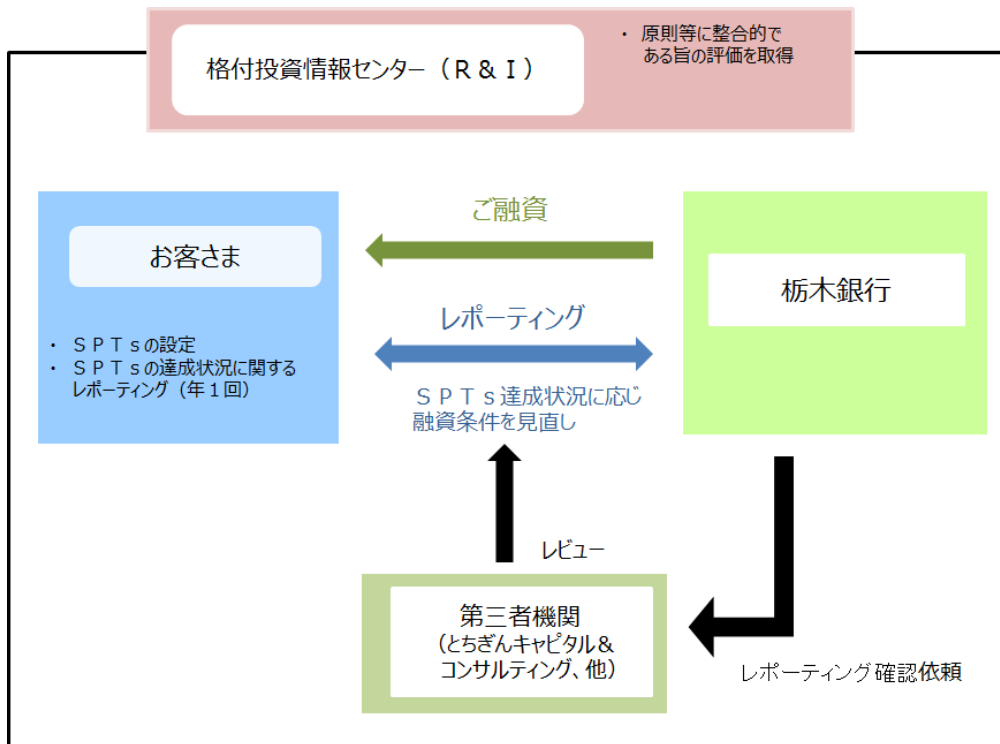 格付投資情報センター（Ｒ＆Ｉ）
・ 原則等に整合的で
ある旨の評価を取得
お客さま
・ ＳＰＴｓの設定
・ ＳＰＴｓの達成状況に関する
レポーティング（年１回）
ご融資
レポーティング
ＳＰＴｓ達成状況に応じ
融資条件を見直し
栃木銀行
レビュー
第三者機関
（とちぎんキャピタル＆
コンサルティング、他）
レポーティング確認依頼